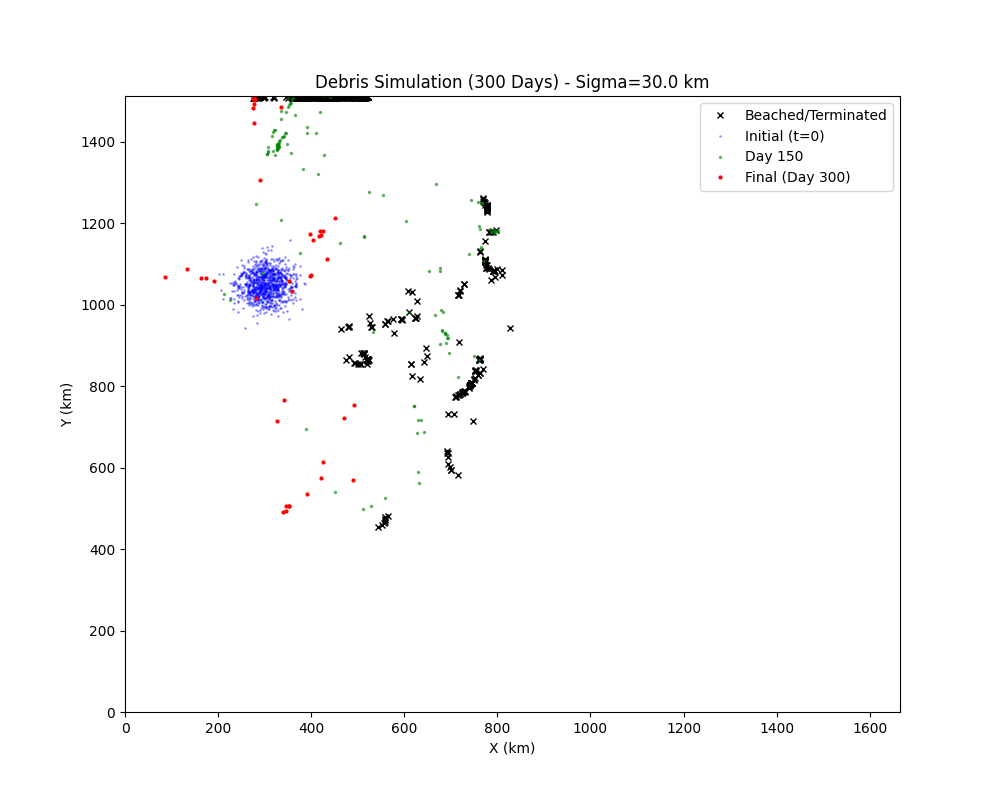 Debris Simulation (300 Days) - Sigma=30.0 km
Beached/Terminated
Initial (t=0)
Day 150
Final (Day 300)
1400
1200
1000
800
600
400
200
0
Y (km)
0 200 400 600 800 1000 1200 1400 1600
X (km)